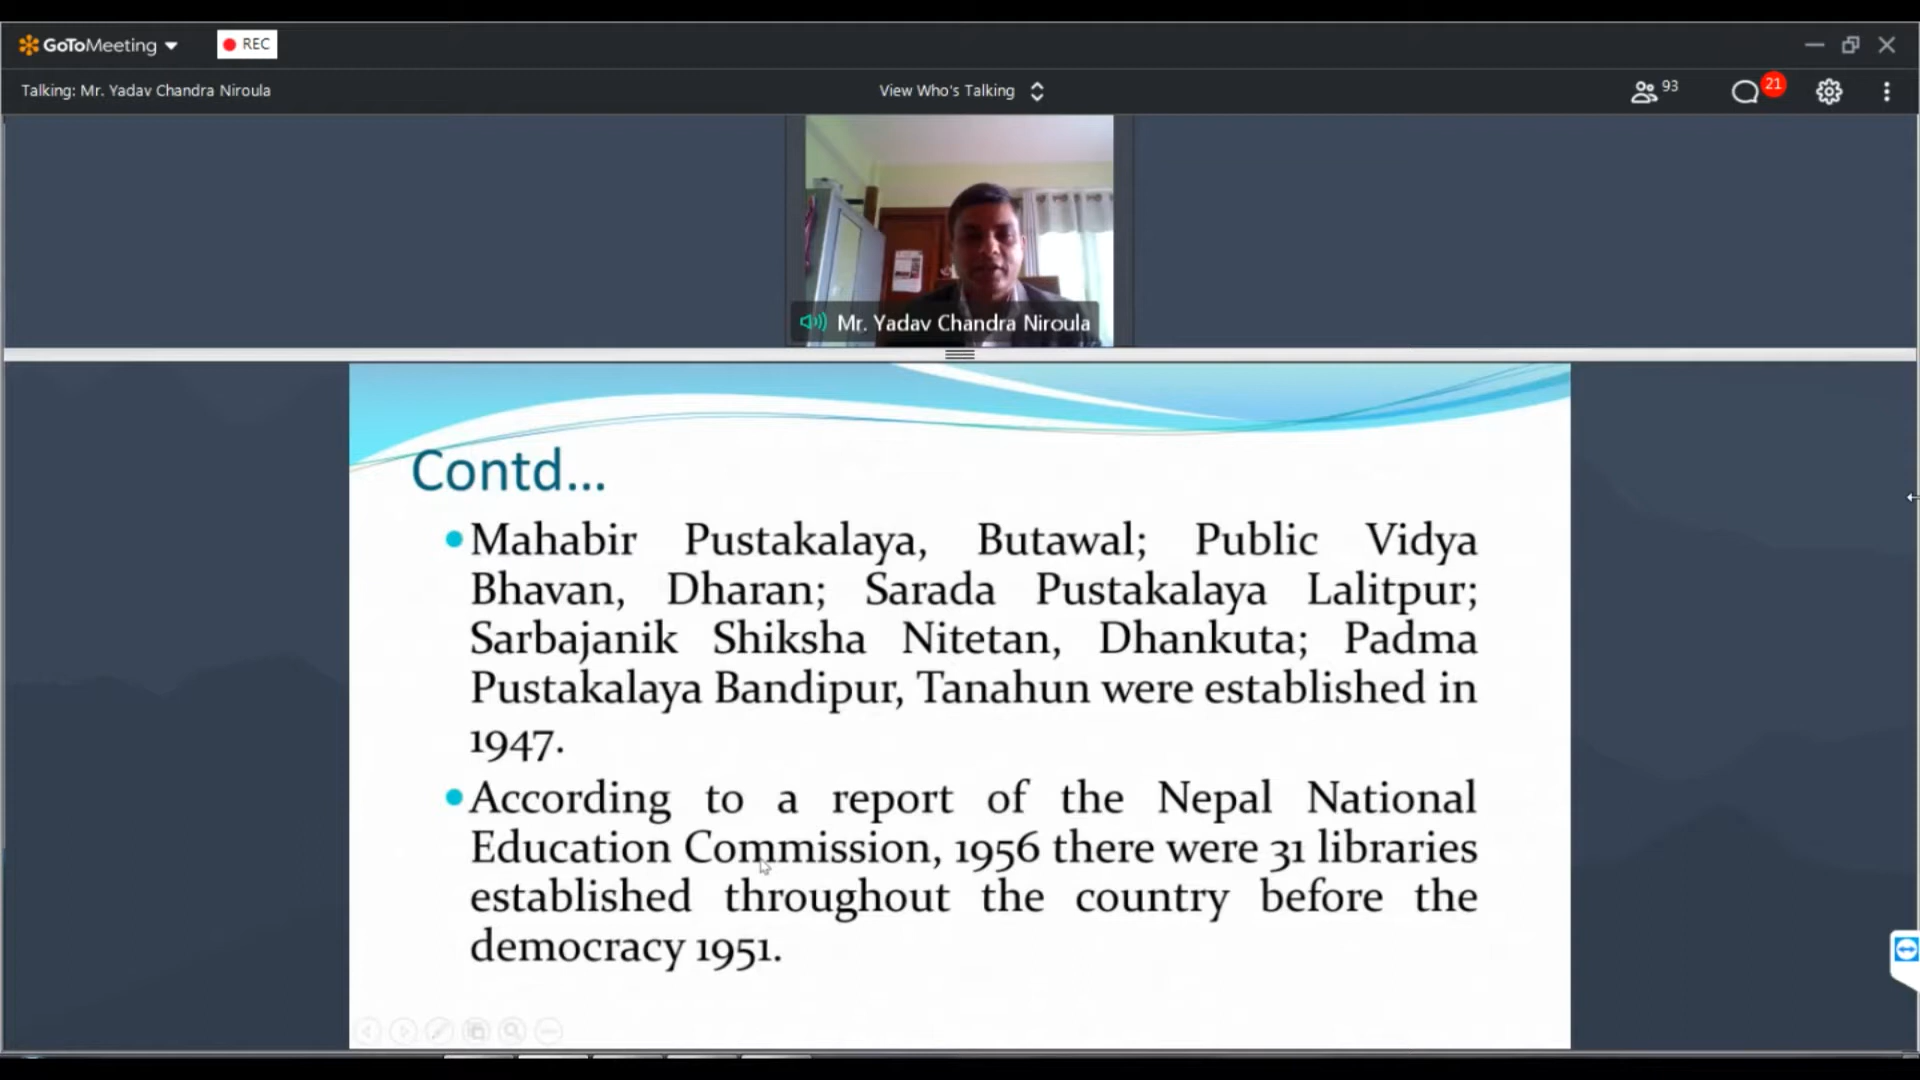 GoToMeeting
REC
Talking: Mr. Yadav Chandra Niroula
View Who's Talking
93
21
Mr. Yadav Chandra Niroula
Contd...
Mahabir Pustakalaya, Butawal; Public Vidya
Bhavan, Dharan; Sarada Pustakalaya Lalitpur;
Sarbajanik Shiksha Nitetan, Dhankuta; Padma
Pustakalaya Bandipur, Tanahun were established in
1947.
According to a report of the Nepal National
Education Commission, 1956 there were 31 libraries
established throughout the country before the
democracy 1951.